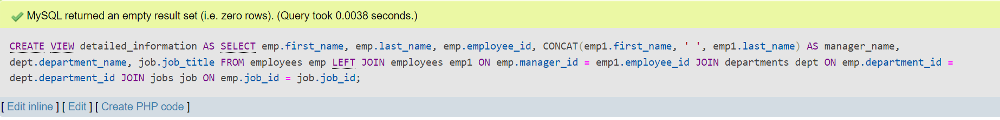 MySQL returned an empty result set (i.e. zero rows). (Query took 0.0038 seconds.)
CREATE VIEW detailed_information AS SELECT emp.first_name, emp.last_name, emp.employee_id, CONCAT(emp1.first_name, ' ', emp1.last_name) AS manager_name,
dept.department_name, job.job_title FROM employees emp LEFT JOIN employees emp1 ON emp.manager_id = emp1.employee_id JOIN departments dept ON emp.department_id =
dept.department_id JOIN jobs job ON emp.job_id = job.job_id;
[ Edit inline ] [ Edit ] [ Create PHP code ]